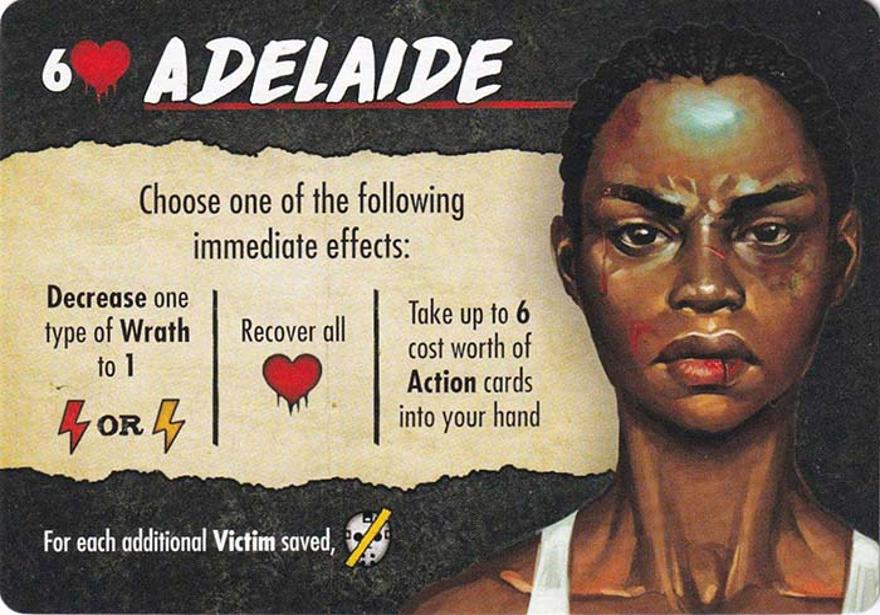 6 ADELAIDE
Choose one of the following
immediate effects:
Decrease one
type of Wrath
to 1
OR
Recover all
Take up to 6
cost worth of
Action cards
into your hand
For each additional Victim saved,